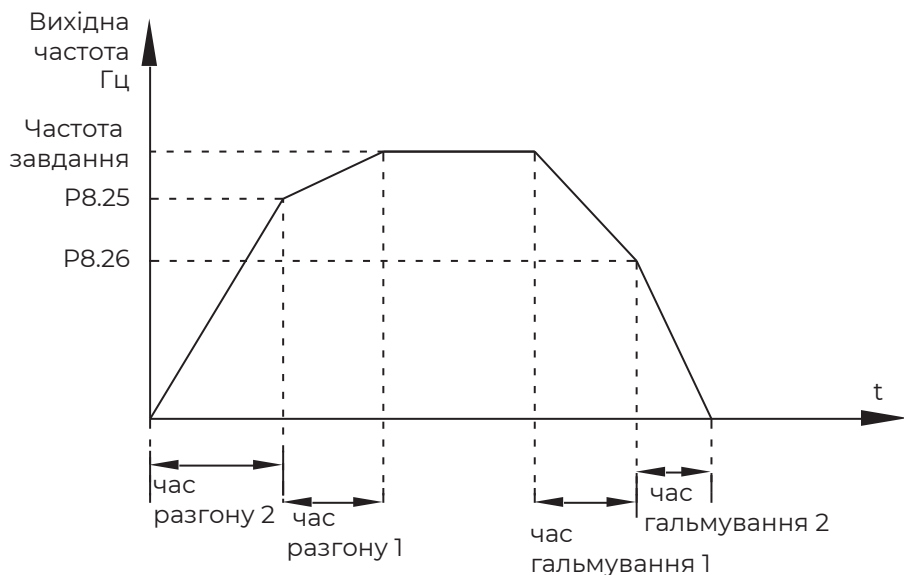 Вихідна
частота
Гц
Частота
завдання
P8.25
P8.26
t
час
разгону 2
час
разгону 1
час
гальмування 1
час
гальмування 2